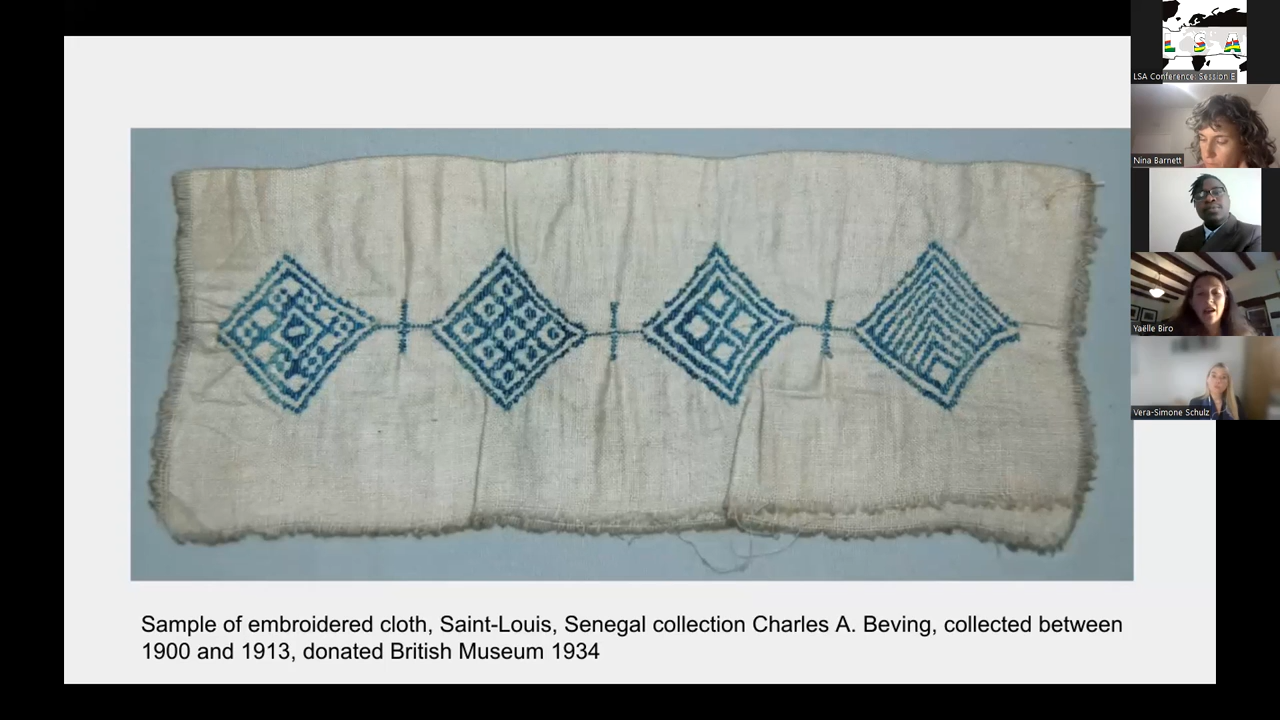 Sample of embroidered cloth, Saint-Louis, Senegal collection Charles A. Beving, collected between
1900 and 1913, donated British Museum 1934
L S A
LSA Conference: Session E
Nina Barnett
Yaëlle Biro
Vera-Simone Schulz